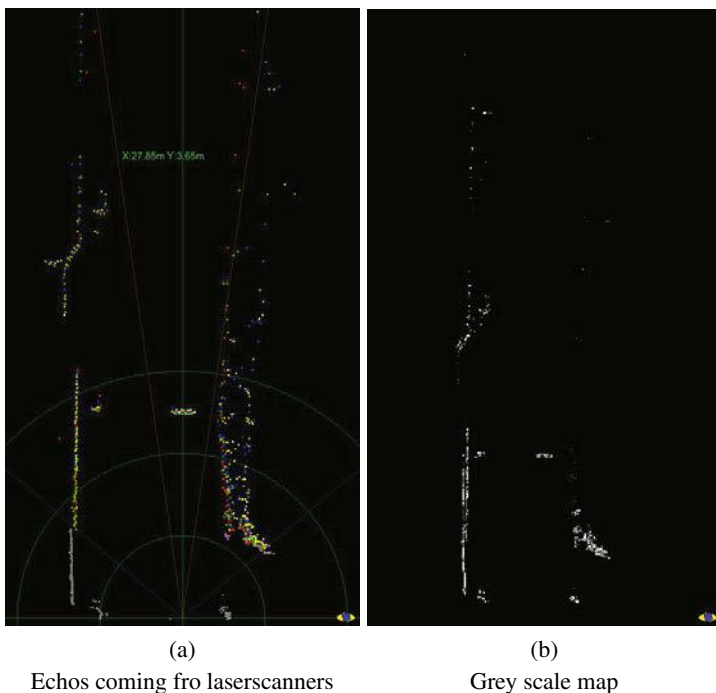 X:27.85m Y:3.65m
(a)
(b)
Echos coming fro laserscanners
Grey scale map